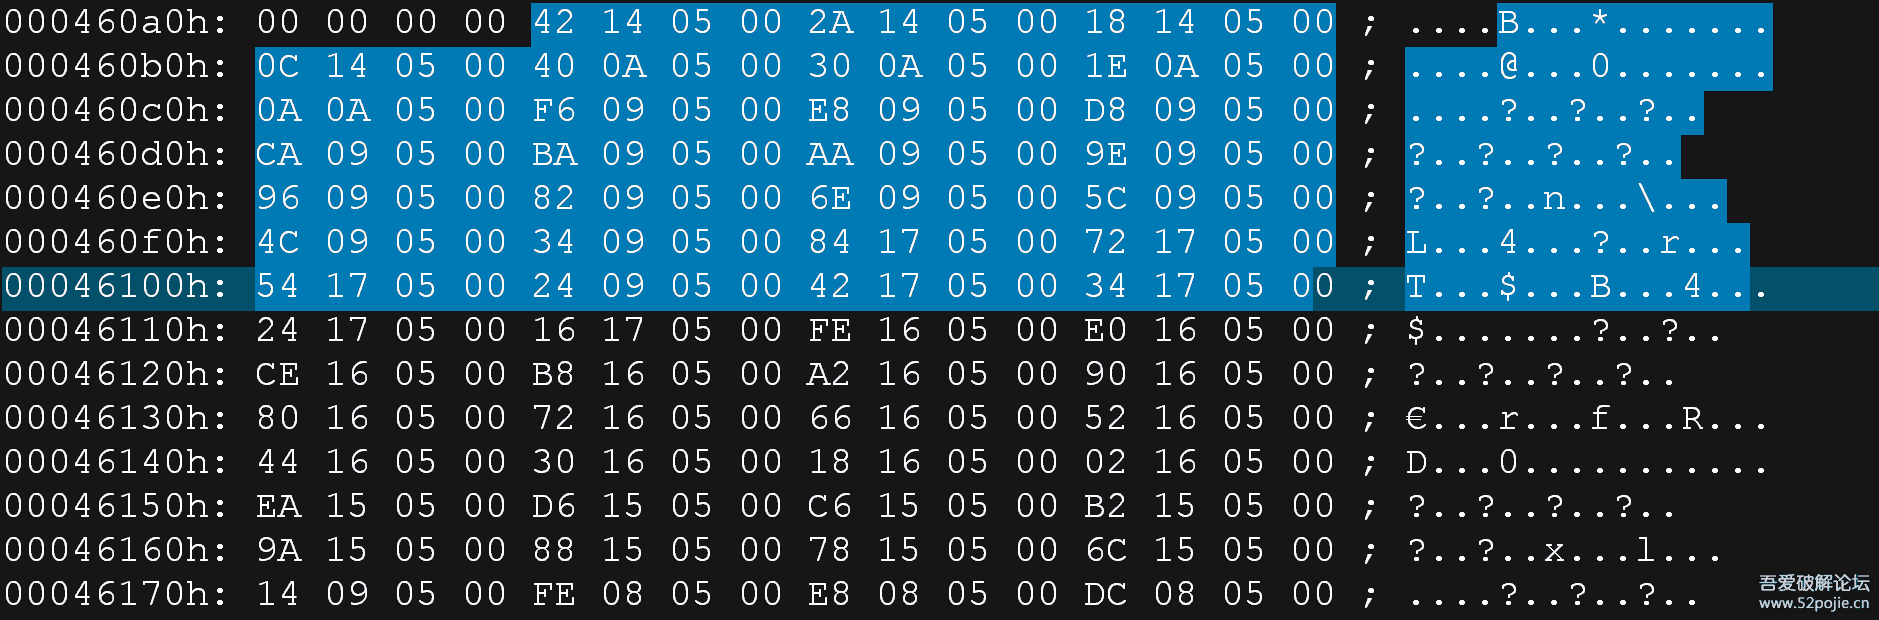 000460a0h: 00 00 00 00 42 14 05 00 2A 14 05 00 18 14 05 00 ; ....B...*.......
000460b0h: 0C 14 05 00 40 0A 05 00 30 0A 05 00 1E 0A 05 00 ; ....@...0.......
000460c0h: 0A 0A 05 00 F6 09 05 00 E8 09 05 00 D8 09 05 00 ; ....?..?..?..
000460d0h: CA 09 05 00 BA 09 05 00 AA 09 05 00 9E 09 05 00 ; ?..?..?..?..
000460e0h: 96 09 05 00 82 09 05 00 6E 09 05 00 5C 09 05 00 ; ?..?..n...\...
000460f0h: 4C 09 05 00 34 09 05 00 84 17 05 00 72 17 05 00 ; L...4...?..r...
00046100h: 54 17 05 00 24 09 05 00 42 17 05 00 34 17 05 00 ; T...$...B...4...
00046110h: 24 17 05 00 16 17 05 00 FE 16 05 00 E0 16 05 00 ; $.......?..?..
00046120h: CE 16 05 00 B8 16 05 00 A2 16 05 00 90 16 05 00 ; ?..?..?..?..
00046130h: 80 16 05 00 72 16 05 00 66 16 05 00 52 16 05 00 ; €...r...f...R...
00046140h: 44 16 05 00 30 16 05 00 18 16 05 00 02 16 05 00 ; D...0...........
00046150h: EA 15 05 00 D6 15 05 00 C6 15 05 00 B2 15 05 00 ; ?..?..?..?..
00046160h: 9A 15 05 00 88 15 05 00 78 15 05 00 6C 15 05 00 ; ?..?..x...l...
00046170h: 14 09 05 00 FE 08 05 00 E8 08 05 00 DC 08 05 00 ; ....?..?..?..
吾爱破解论坛
www.52pojie.cn